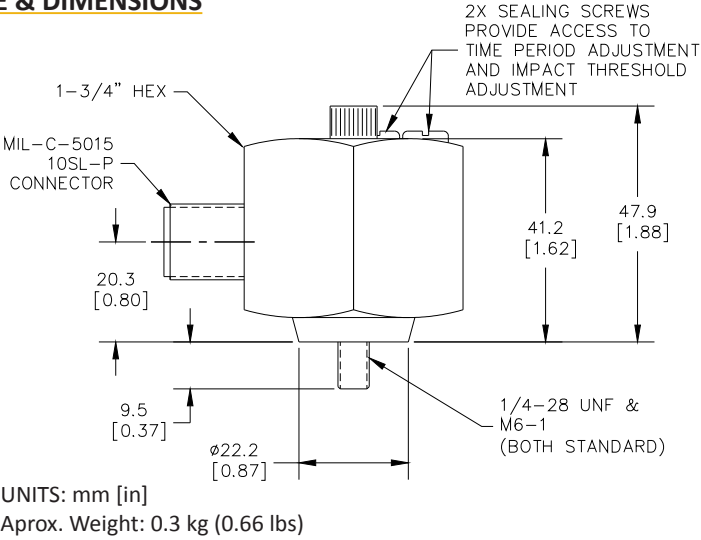 E & DIMENSIONS
2X SEALING SCREWS
PROVIDE ACCESS TO
TIME PERIOD ADJUSTMENT
AND IMPACT THRESHOLD
ADJUSTMENT
1-3/4" HEX
MIL-C-5015
10SL-P
CONNECTOR
41.2
[1.62]
47.9
[1.88]
20.3
[0.80]
9.5
[0.37]
1/4-28 UNF &
M6-1
(BOTH STANDARD)
ø22.2
[0.87]
UNITS: mm [in]
Aprox. Weight: 0.3 kg (0.66 lbs)